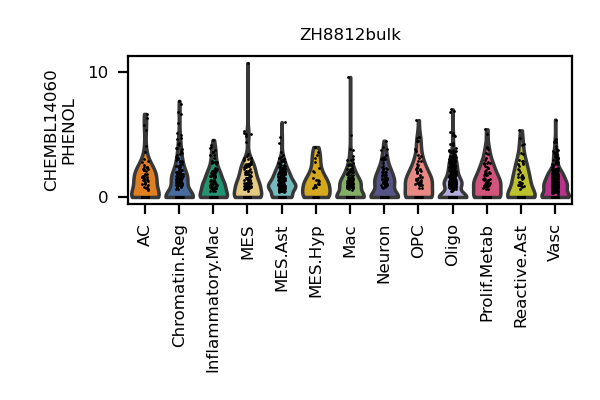 ZH8812bulk
CHEMBL14060
PHENOL
10
0
AC
Chromatin.Reg
Inflammatory.Mac
MES
MES.Ast
MES.Hyp
Mac
Neuron
OPC
Oligo
Prolif.Metab
Reactive.Ast
Vasc